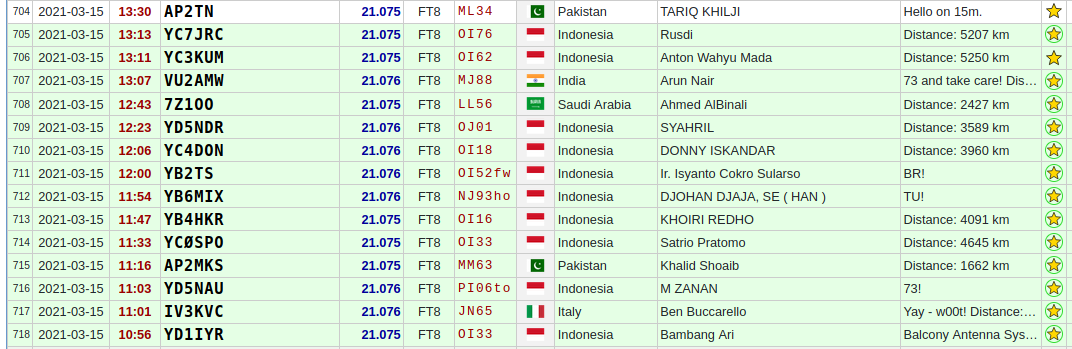 704 2021-03-15 13:30 AP2TN 21.075 FT8 ML34 Pakistan TARIQ KHILJI Hello on 15m.
705 2021-03-15 13:13 YC7JRC 21.075 FT8 OI76 Indonesia Rusdi Distance: 5207 km
706 2021-03-15 13:11 YC3KUM 21.075 FT8 OI62 Indonesia Anton Wahyu Mada Distance: 5250 km
707 2021-03-15 13:07 VU2AMW 21.076 FT8 MJ88 India Arun Nair 73 and take care! Dis...
708 2021-03-15 12:43 7Z1OO 21.075 FT8 LL56 Saudi Arabia Ahmed AlBinali Distance: 2427 km
709 2021-03-15 12:23 YD5NDR 21.076 FT8 OJ01 Indonesia SYAHRIL Distance: 3589 km
710 2021-03-15 12:06 YC4DON 21.076 FT8 OI18 Indonesia DONNY ISKANDAR Distance: 3960 km
711 2021-03-15 12:00 YB2TS 21.076 FT8 OI52fw Indonesia Ir. Isyanto Cokro Sularso BR!
712 2021-03-15 11:54 YB6MIX 21.076 FT8 NJ93ho Indonesia DJOHAN DJAJA, SE ( HAN ) TU!
713 2021-03-15 11:47 YB4HKR 21.075 FT8 OI16 Indonesia KHOIRI REDHO Distance: 4091 km
714 2021-03-15 11:33 YCØSPO 21.075 FT8 OI33 Indonesia Satrio Pratomo Distance: 4645 km
715 2021-03-15 11:16 AP2MKS 21.075 FT8 MM63 Pakistan Khalid Shoaib Distance: 1662 km
716 2021-03-15 11:03 YD5NAU 21.075 FT8 PI06to Indonesia M ZANAN 73!
717 2021-03-15 11:01 IV3KVC 21.076 FT8 JN65 Italy Ben Buccarello Yay - w00t! Distance:...
718 2021-03-15 10:56 YD1IYR 21.075 FT8 OI33 Indonesia Bambang Ari Balcony Antenna Sys...